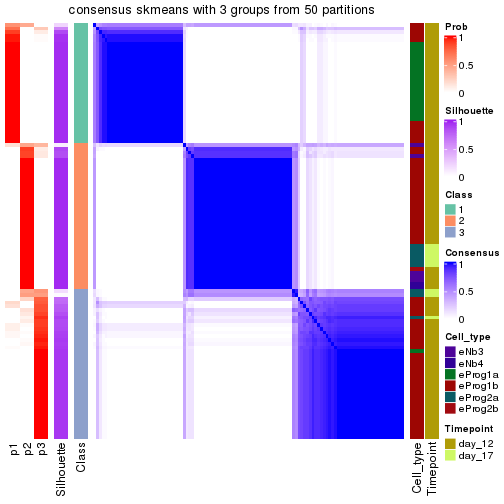 consensus skmeans with 3 groups from 50 partitions
Prob
1
0.5
0
Silhouette
1
0.5
0
Class
1
2
3
Consensus
1
0.5
0
Cell_type
eNb3
eNb4
eProg1a
eProg1b
eProg2a
eProg2b
Timepoint
day_12
day_17
p1
p2
p3
Silhouette
Class
Cell_type
Timepoint